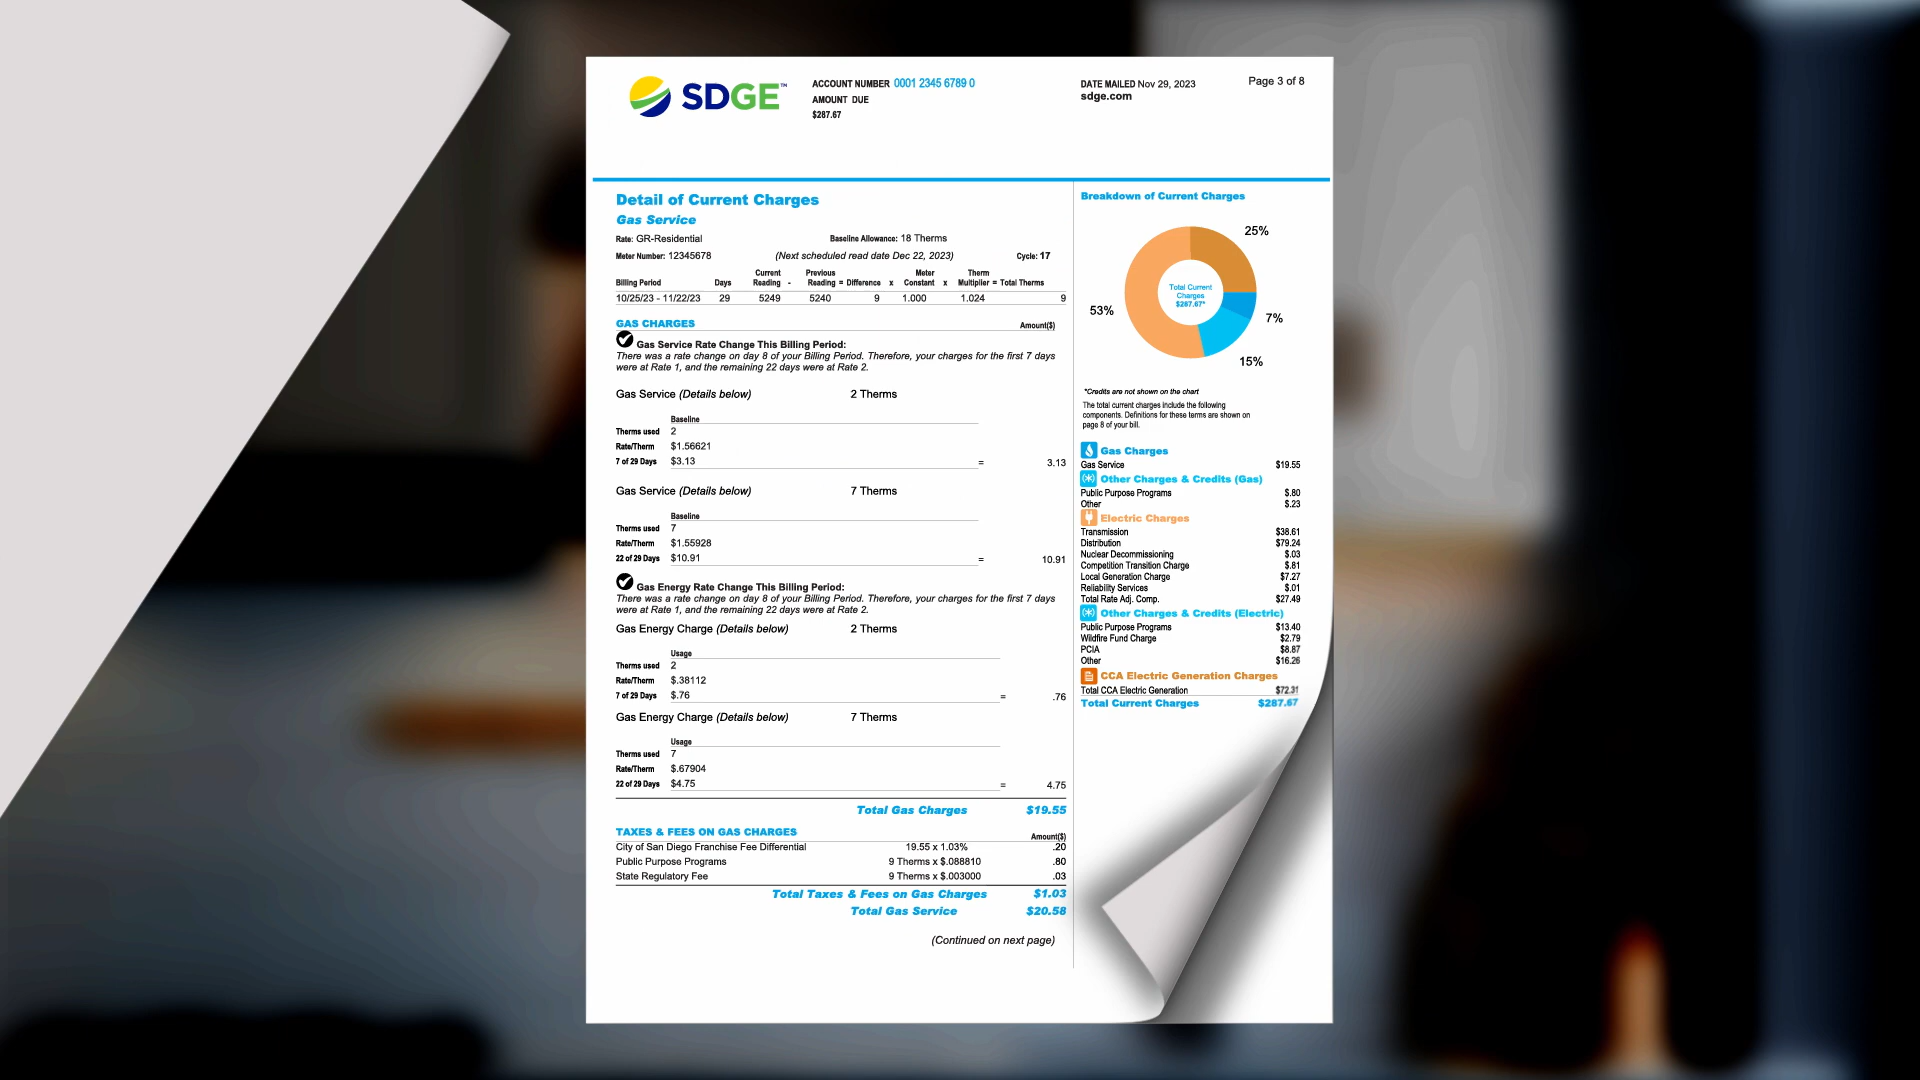 SDGE™
ACCOUNT NUMBER 0001 2345 6789 0
AMOUNT DUE
$287.67
DATE MAILED Nov 29, 2023
sdge.com
Page 3 of 8
Detail of Current Charges
Gas Service
Rate: GR-Residential Baseline Allowance: 18 Therms
Meter Number: 12345678 (Next scheduled read date Dec 22, 2023) Cycle: 17
Current Previous Meter Therm
Billing Period Days Reading - Reading = Difference x Constant x Multiplier = Total Therms
10/25/23 - 11/22/23 29 5249 5240 9 1.000 1.024 9
GAS CHARGES Amount($)
Gas Service Rate Change This Billing Period:
There was a rate change on day 8 of your Billing Period. Therefore, your charges for the first 7 days
were at Rate 1, and the remaining 22 days were at Rate 2.
Gas Service (Details below) 2 Therms
Baseline
Therms used 2
Rate/Therm $1.56621
7 of 29 Days $3.13 = 3.13
Gas Service (Details below) 7 Therms
Baseline
Therms used 7
Rate/Therm $1.55928
22 of 29 Days $10.91 = 10.91
Gas Energy Rate Change This Billing Period:
There was a rate change on day 8 of your Billing Period. Therefore, your charges for the first 7 days
were at Rate 1, and the remaining 22 days were at Rate 2.
Gas Energy Charge (Details below) 2 Therms
Usage
Therms used 2
Rate/Therm $.38112
7 of 29 Days $.76 = .76
Gas Energy Charge (Details below) 7 Therms
Usage
Therms used 7
Rate/Therm $.67904
22 of 29 Days $4.75 = 4.75
Total Gas Charges $19.55
TAXES & FEES ON GAS CHARGES Amount($)
City of San Diego Franchise Fee Differential 19.55 x 1.03% .20
Public Purpose Programs 9 Therms x $.088810 .80
State Regulatory Fee 9 Therms x $.003000 .03
Total Taxes & Fees on Gas Charges $1.03
Total Gas Service $20.58
(Continued on next page)
Breakdown of Current Charges
25%
7%
15%
53%
Total Current
Charges
$287.67*
*Credits are not shown on the chart
The total current charges include the following
components. Definitions for these terms are shown on
page 8 of your bill.
Gas Charges
Gas Service $19.55
Other Charges & Credits (Gas)
Public Purpose Programs $.80
Other $.23
Electric Charges
Transmission $38.61
Distribution $79.24
Nuclear Decommissioning $.03
Competition Transition Charge $.81
Local Generation Charge $7.27
Reliability Services $.01
Total Rate Adj. Comp. $27.49
Other Charges & Credits (Electric)
Public Purpose Programs $13.40
Wildfire Fund Charge $2.79
PCIA $8.87
Other $16.26
CCA Electric Generation Charges
Total CCA Electric Generation $72.31
Total Current Charges $287.67